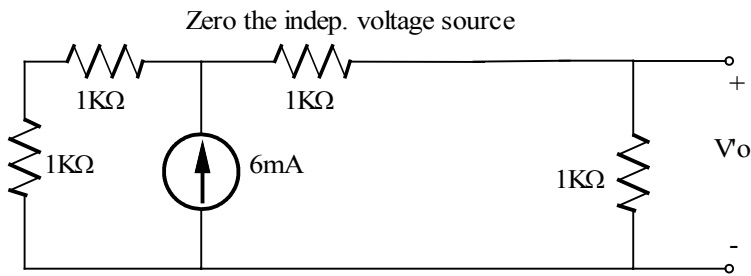 Zero the indep. voltage source
1KΩ
1KΩ
+
1KΩ
6mA
1KΩ
V'o
-